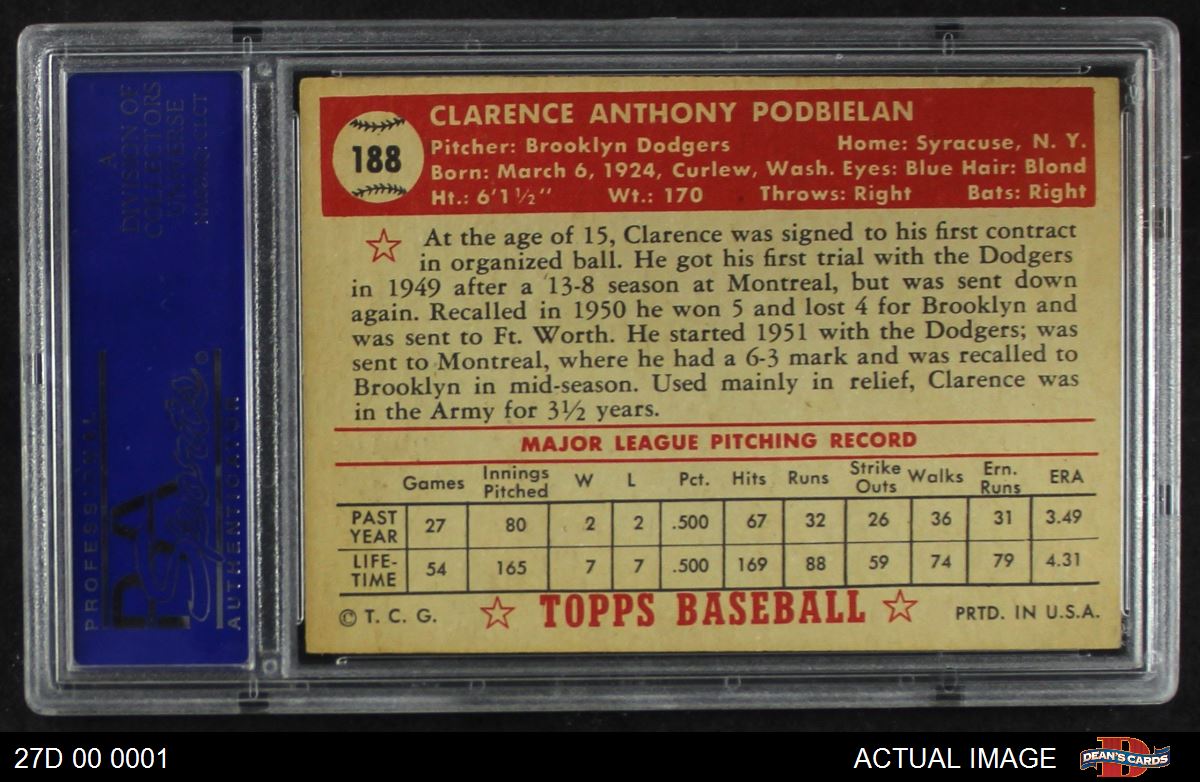 A
DIVISION OF
COLLECTORS
UNIVERSE
NASDAQ: CLCT
PROFESSIONAL
PSA
Sports
AUTHENTICATOR
188
CLARENCE ANTHONY PODBIELAN
Pitcher: Brooklyn Dodgers Home: Syracuse, N. Y.
Born: March 6, 1924, Curlew, Wash. Eyes: Blue Hair: Blond
Ht.: 6'1 ½" Wt.: 170 Throws: Right Bats: Right
At the age of 15, Clarence was signed to his first contract
in organized ball. He got his first trial with the Dodgers
in 1949 after a 13-8 season at Montreal, but was sent down
again. Recalled in 1950 he won 5 and lost 4 for Brooklyn and
was sent to Ft. Worth. He started 1951 with the Dodgers; was
sent to Montreal, where he had a 6-3 mark and was recalled to
Brooklyn in mid-season. Used mainly in relief, Clarence was
in the Army for 3½ years.
MAJOR LEAGUE PITCHING RECORD
Games Innings Pitched W L Pct. Hits Runs Strike Outs Walks Ern. Runs ERA
PAST YEAR 27 80 2 2 .500 67 32 26 36 31 3.49
LIFE-TIME 54 165 7 7 .500 169 88 59 74 79 4.31
© T. C. G. TOPPS BASEBALL PRTD. IN U.S.A.
27D 00 0001 ACTUAL IMAGE DEAN'S CARDS